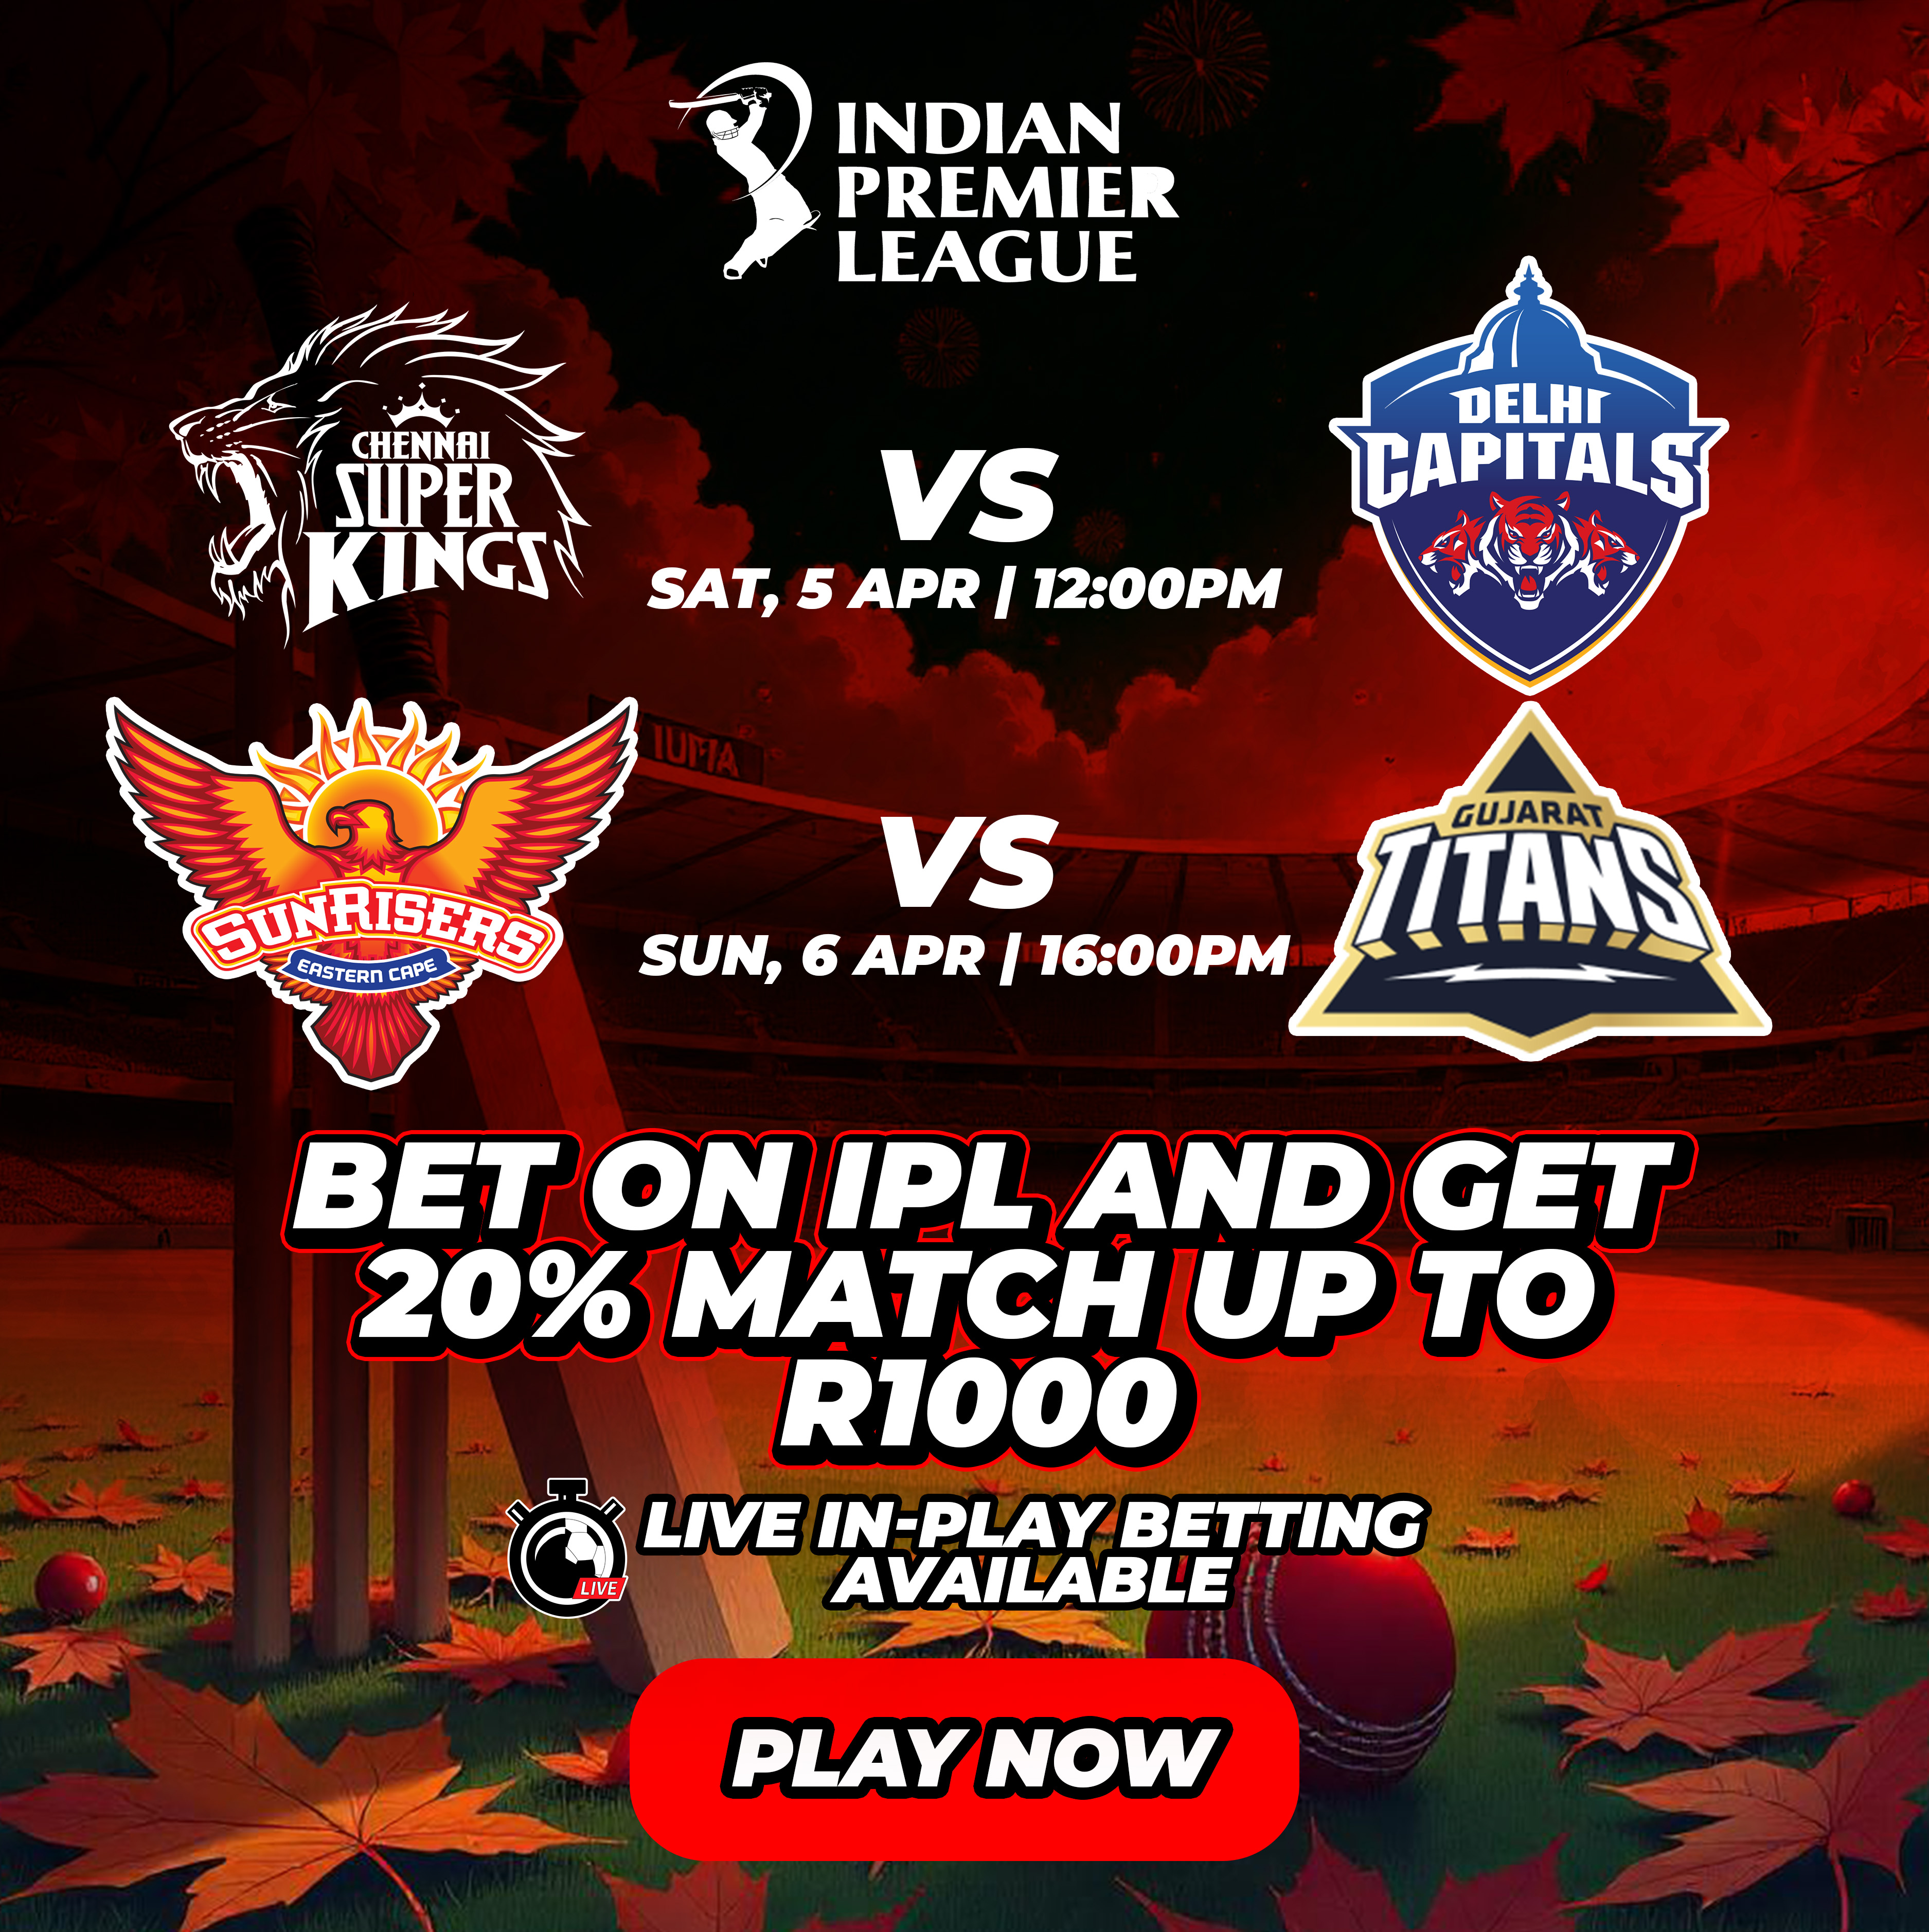 INDIAN
PREMIER
LEAGUE
CHENNAI
SUPER
KINGS
VS
SAT, 5 APR | 12:00PM
DELHI
CAPITALS
SUNRISERS
EASTERN CAPE
VS
SUN, 6 APR | 16:00PM
GUJARAT
TITANS
BET ON IPL AND GET
20% MATCH UP TO
R1000
LIVE
LIVE IN-PLAY BETTING
AVAILABLE
PLAY NOW